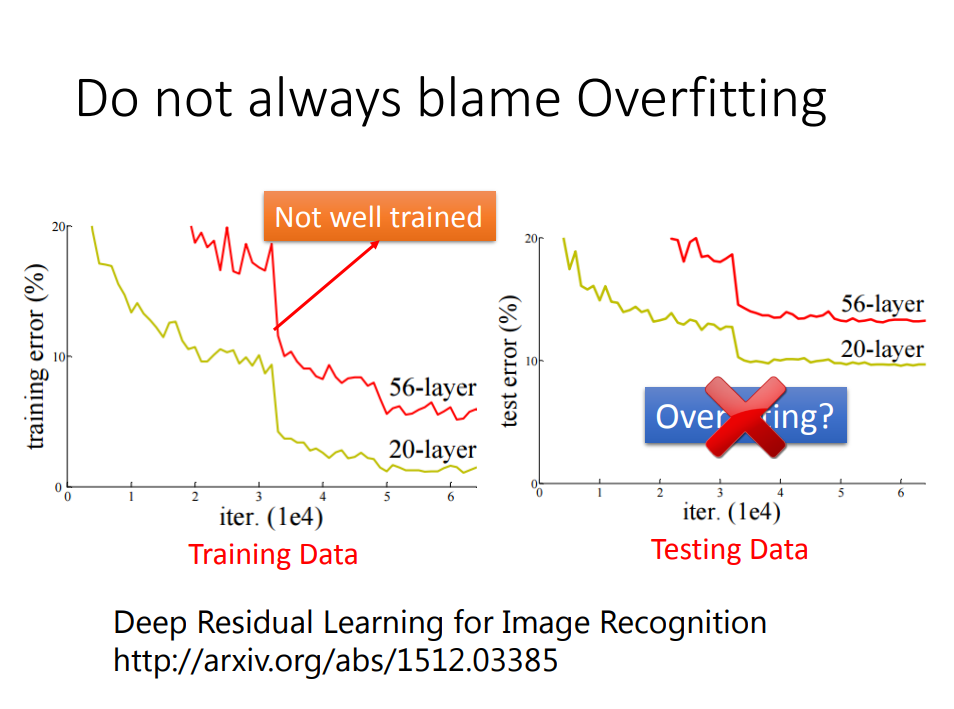 Do not always blame Overfitting
Not well trained
20
10
0
training error (%)
56-layer
20-layer
0 1 2 3 4 5 6
iter. (1e4)
Training Data
20
10
0
test error (%)
56-layer
20-layer
0 1 2 3 4 5 6
iter. (1e4)
Testing Data
Deep Residual Learning for Image Recognition
http://arxiv.org/abs/1512.03385